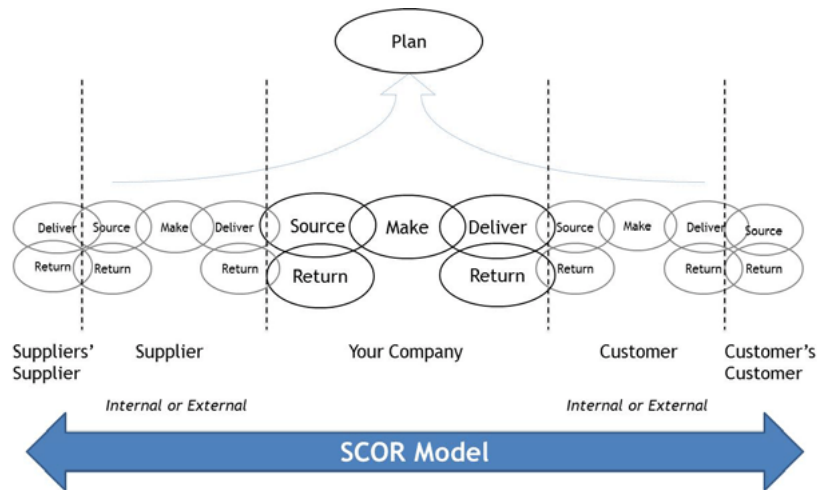 Plan
Deliver Source Make Deliver Source Make Deliver Source Make Deliver Source
Return Return Return Return Return Return Return Return
Suppliers' Supplier Your Company Customer Customer's
Supplier Customer
Internal or External Internal or External
SCOR Model